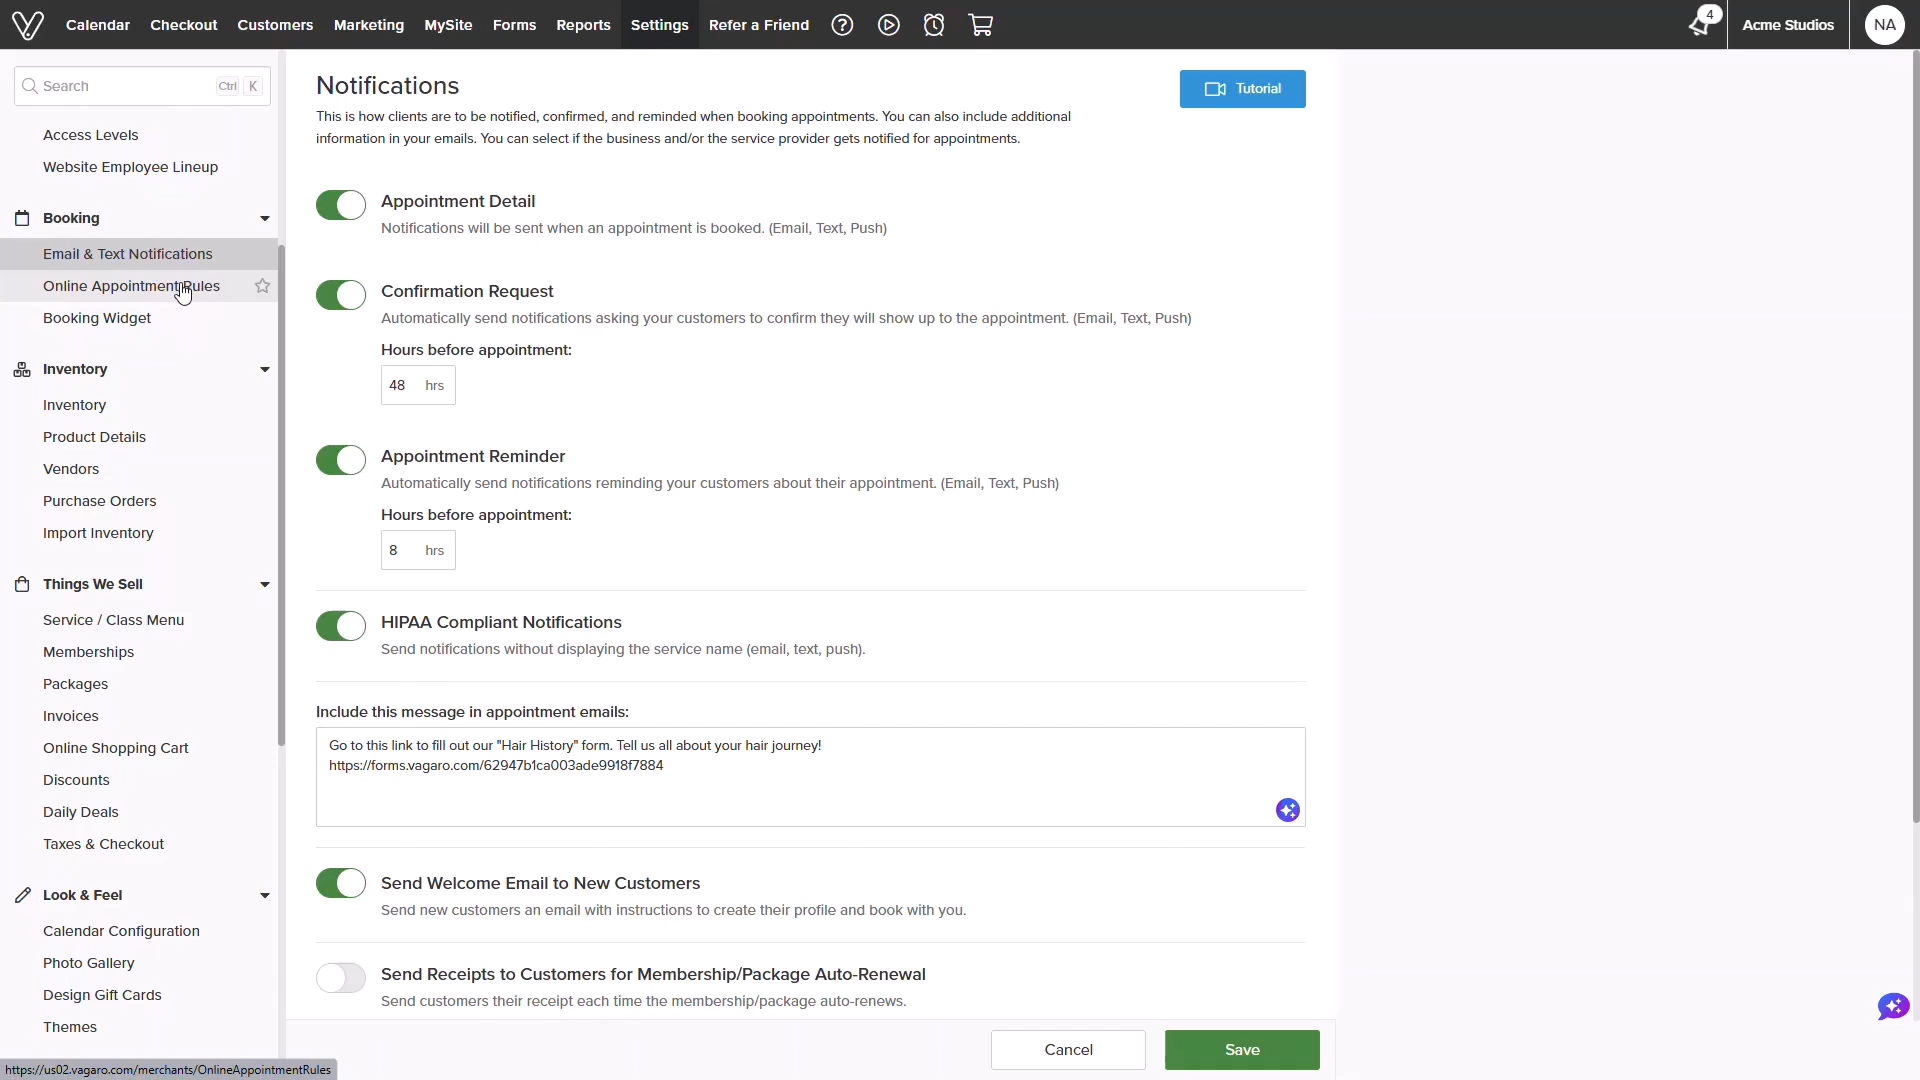 Calendar
Checkout
Customers
Marketing
MySite
Forms
Reports
Settings
Refer a Friend
4
Acme Studios
NA
Search
Ctrl K
Access Levels
Website Employee Lineup
Booking
Email & Text Notifications
Online Appointment Rules
Booking Widget
Inventory
Inventory
Product Details
Vendors
Purchase Orders
Import Inventory
Things We Sell
Service / Class Menu
Memberships
Packages
Invoices
Online Shopping Cart
Discounts
Daily Deals
Taxes & Checkout
Look & Feel
Calendar Configuration
Photo Gallery
Design Gift Cards
Themes
https://us02.vagaro.com/merchants/OnlineAppointmentRules
Notifications
Tutorial
This is how clients are to be notified, confirmed, and reminded when booking appointments. You can also include additional
information in your emails. You can select if the business and/or the service provider gets notified for appointments.
Appointment Detail
Notifications will be sent when an appointment is booked. (Email, Text, Push)
Confirmation Request
Automatically send notifications asking your customers to confirm they will show up to the appointment. (Email, Text, Push)
Hours before appointment:
48 hrs
Appointment Reminder
Automatically send notifications reminding your customers about their appointment. (Email, Text, Push)
Hours before appointment:
8 hrs
HIPAA Compliant Notifications
Send notifications without displaying the service name (email, text, push).
Include this message in appointment emails:
Go to this link to fill out our "Hair History" form. Tell us all about your hair journey!
https://forms.vagaro.com/62947b1ca003ade9918f7884
Send Welcome Email to New Customers
Send new customers an email with instructions to create their profile and book with you.
Send Receipts to Customers for Membership/Package Auto-Renewal
Send customers their receipt each time the membership/package auto-renews.
Cancel
Save